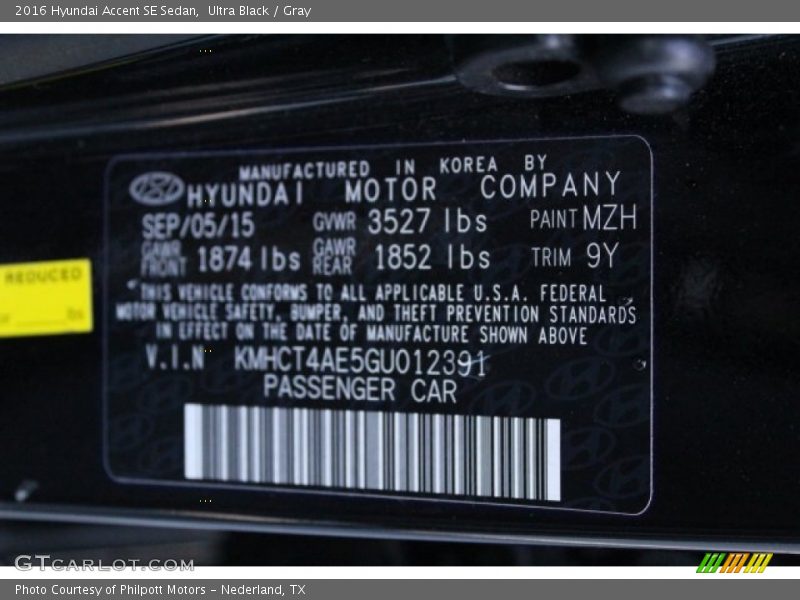 2016 Hyundai Accent SE Sedan, Ultra Black / Gray
MANUFACTURED IN KOREA BY
HYUNDAI MOTOR COMPANY
SEP/05/15 GVWR 3527 lbs PAINT MZH
GAWR FRONT 1874 lbs GAWR REAR 1852 lbs TRIM 9Y
REDUCED
lbs
THIS VEHICLE CONFORMS TO ALL APPLICABLE U.S.A. FEDERAL
MOTOR VEHICLE SAFETY, BUMPER, AND THEFT PREVENTION STANDARDS
IN EFFECT ON THE DATE OF MANUFACTURE SHOWN ABOVE
V.I.N KMHCT4AE5GU012391
PASSENGER CAR
GTCARLOT.COM
Photo Courtesy of Philpott Motors - Nederland, TX